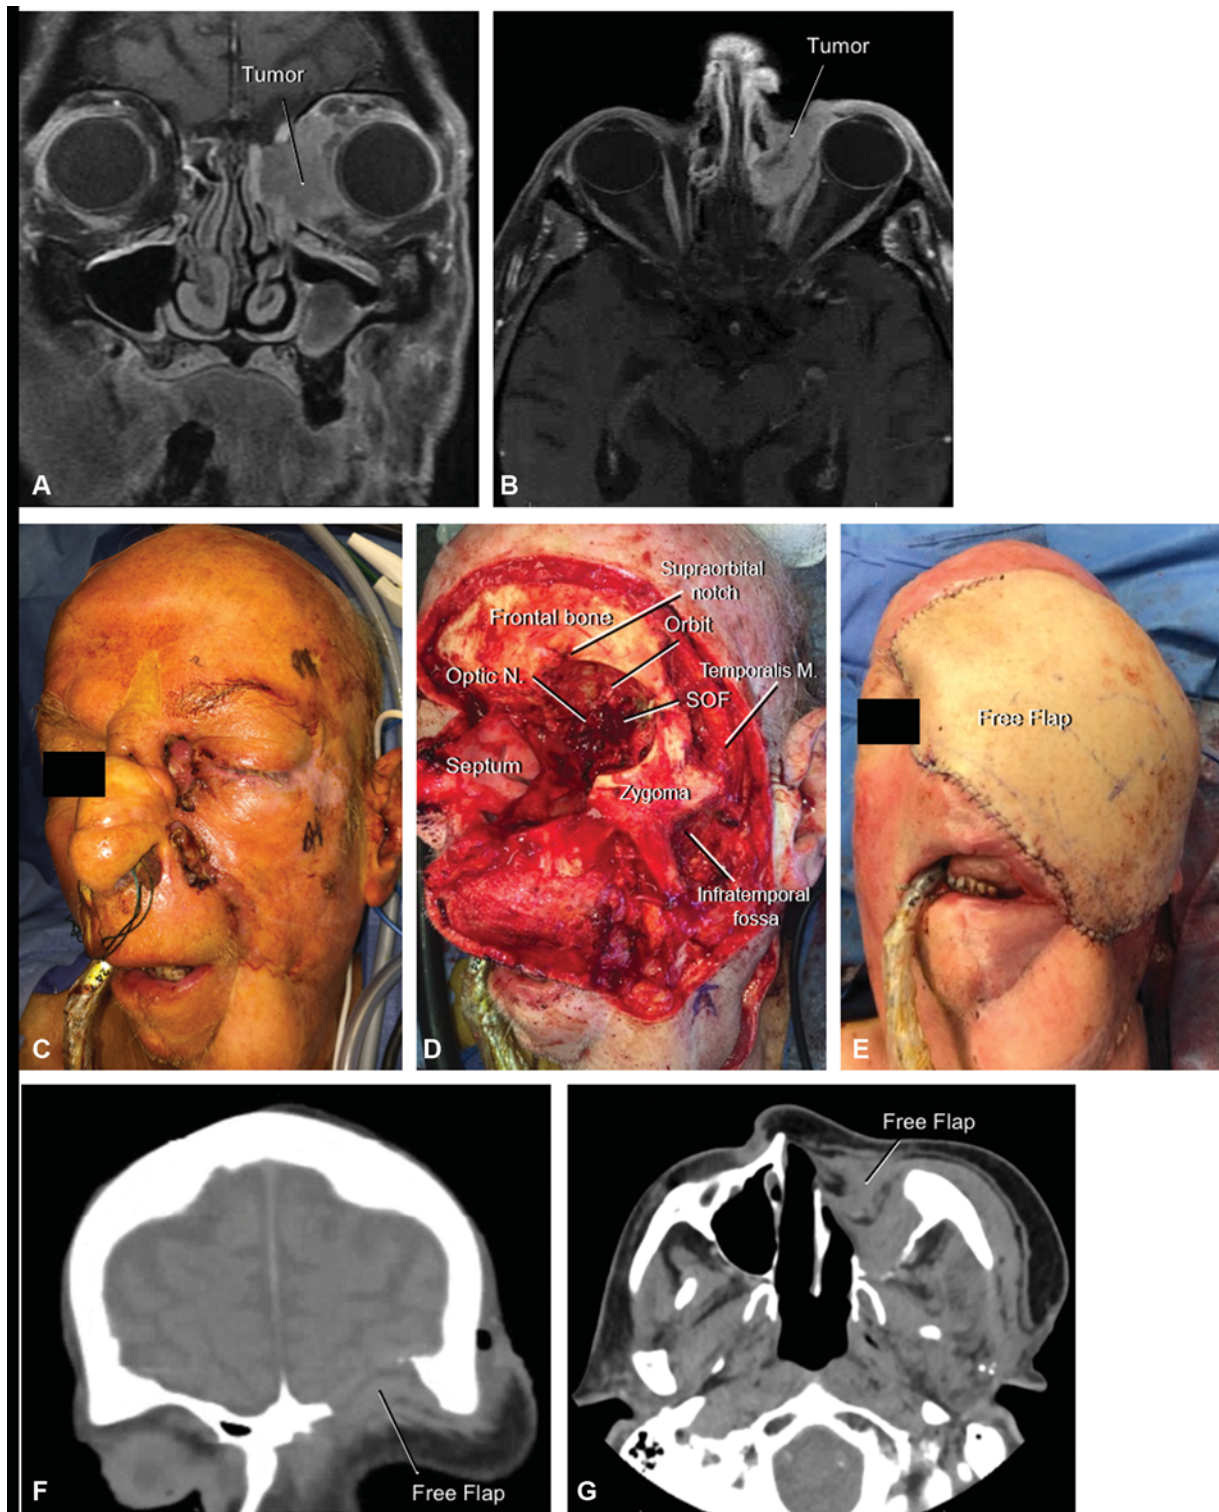 Tumor
Tumor
A
B
Supraorbital
notch
Frontal bone
Orbit
Optic N.
Temporalis M.
SOF
Septum
Zygoma
Infratemporal
fossa
Free Flap
C
D
E
Free Flap
Free Flap
F
G